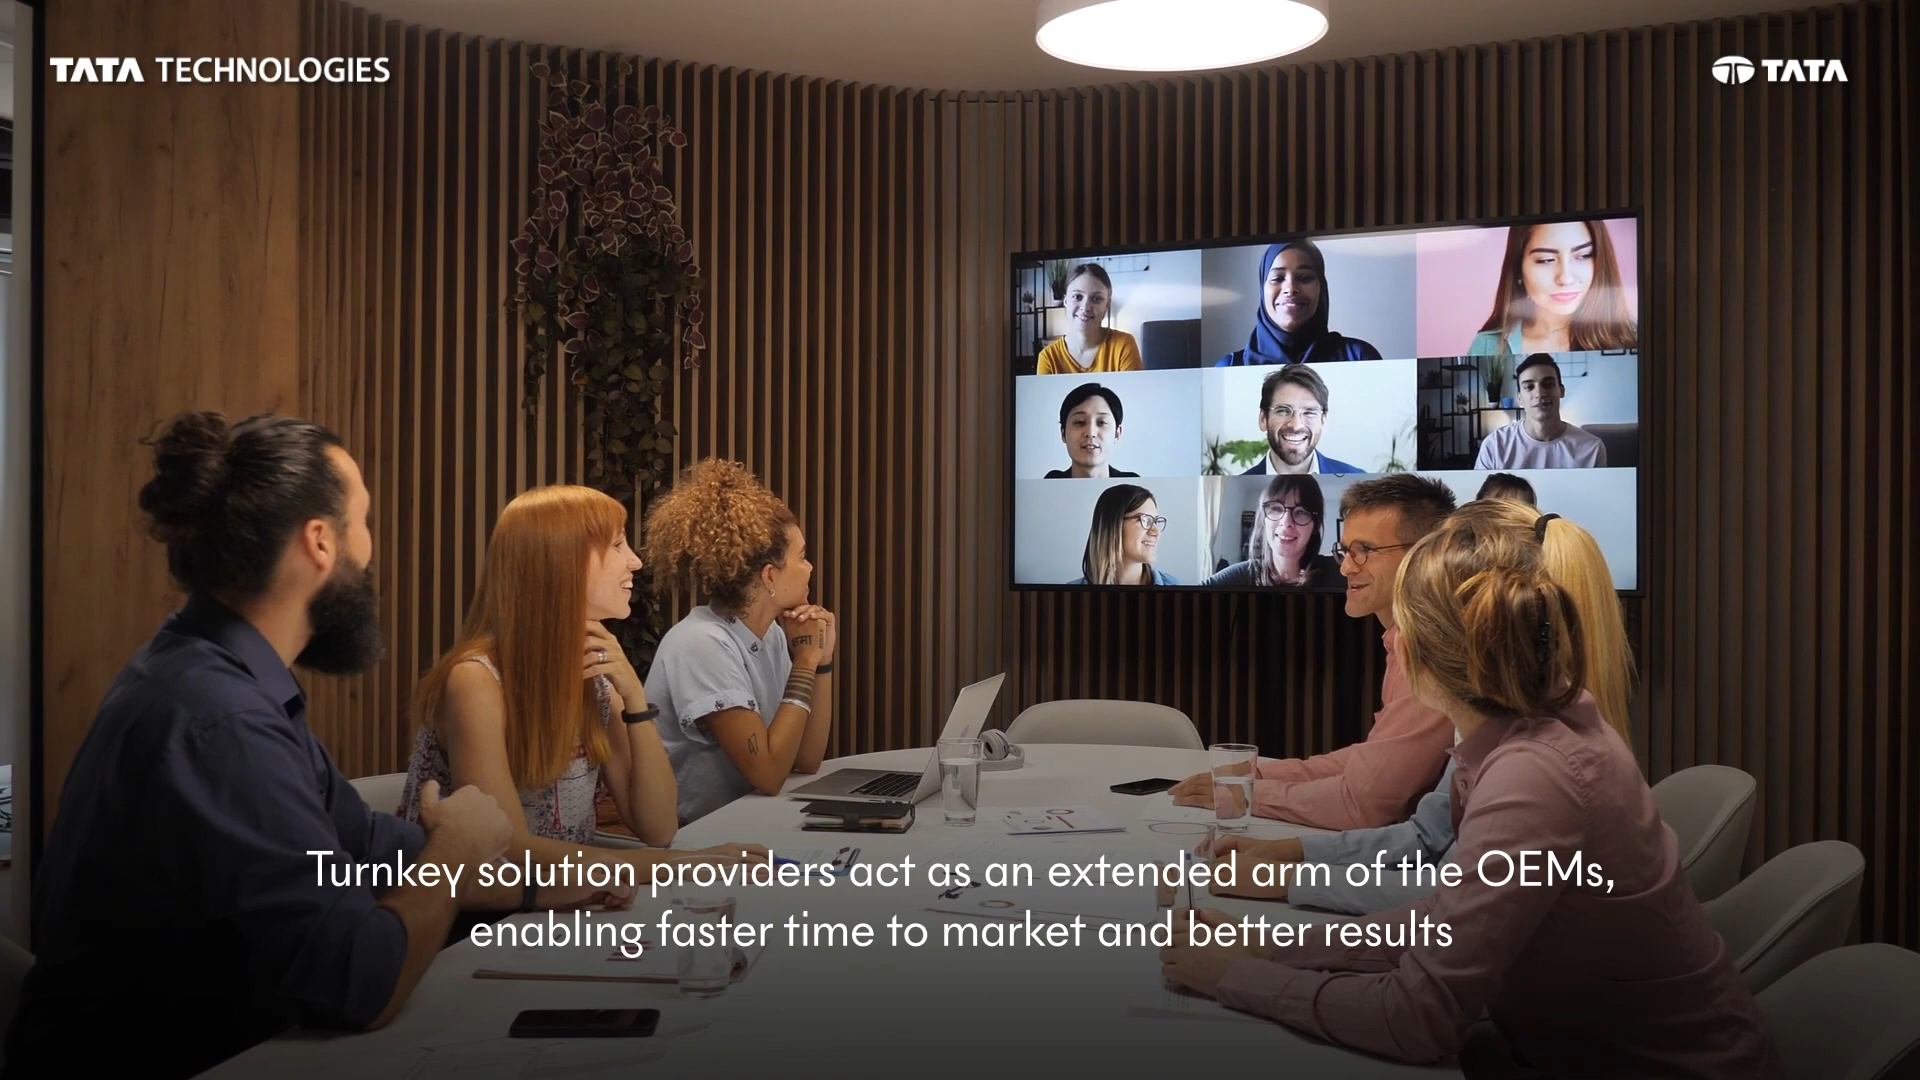 TATA TECHNOLOGIES
TATA
क्षमा
Turnkey solution providers act as an extended arm of the OEMs,
enabling faster time to market and better results